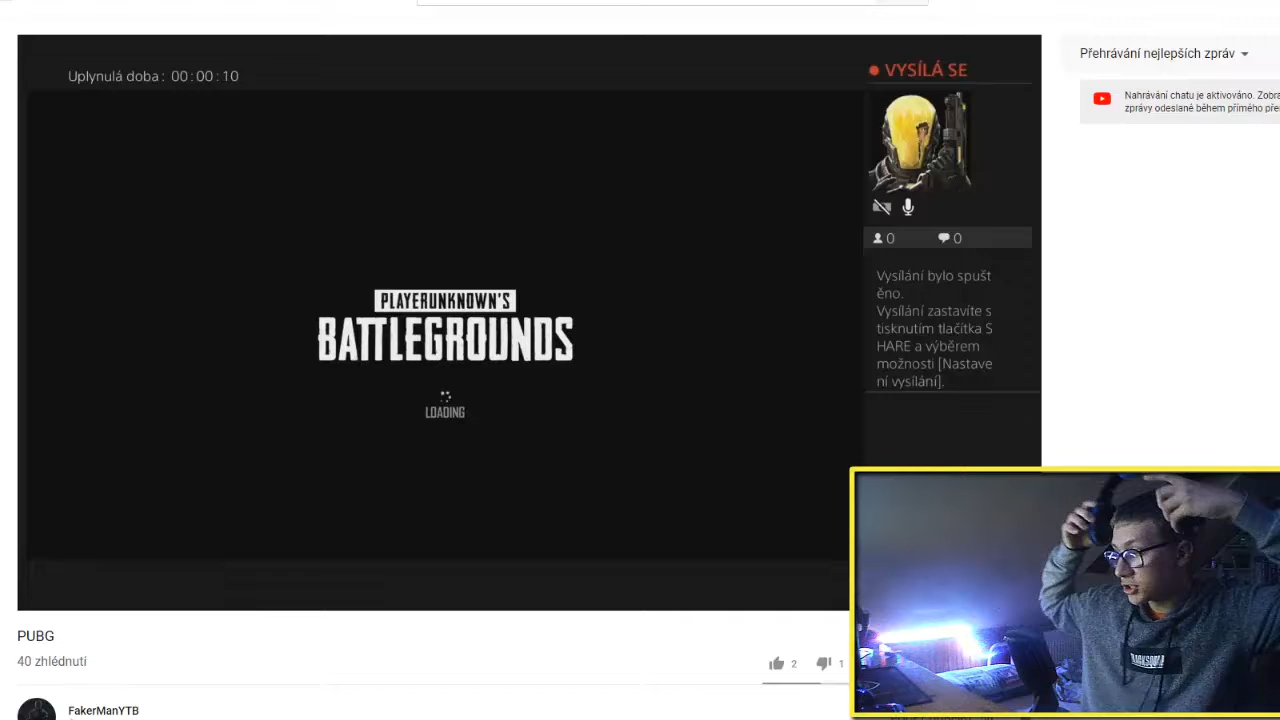 Uplynulá doba: 00:00:10
VYSÍLÁ SE
0
0
Vysílání bylo spušt
ěno.
Vysílání zastavíte s
tisknutím tlačítka S
HARE a výběrem
možnosti [Nastave
ní vysílání].
PLAYERUNKNOWN'S
BATTLEGROUNDS
LOADING
Přehrávání nejlepších zpráv
Nahrávání chatu je aktivováno. Zobra
zprávy odeslané během přímého pře
PUBG
40 zhlédnutí
2
1
FakerManYTB